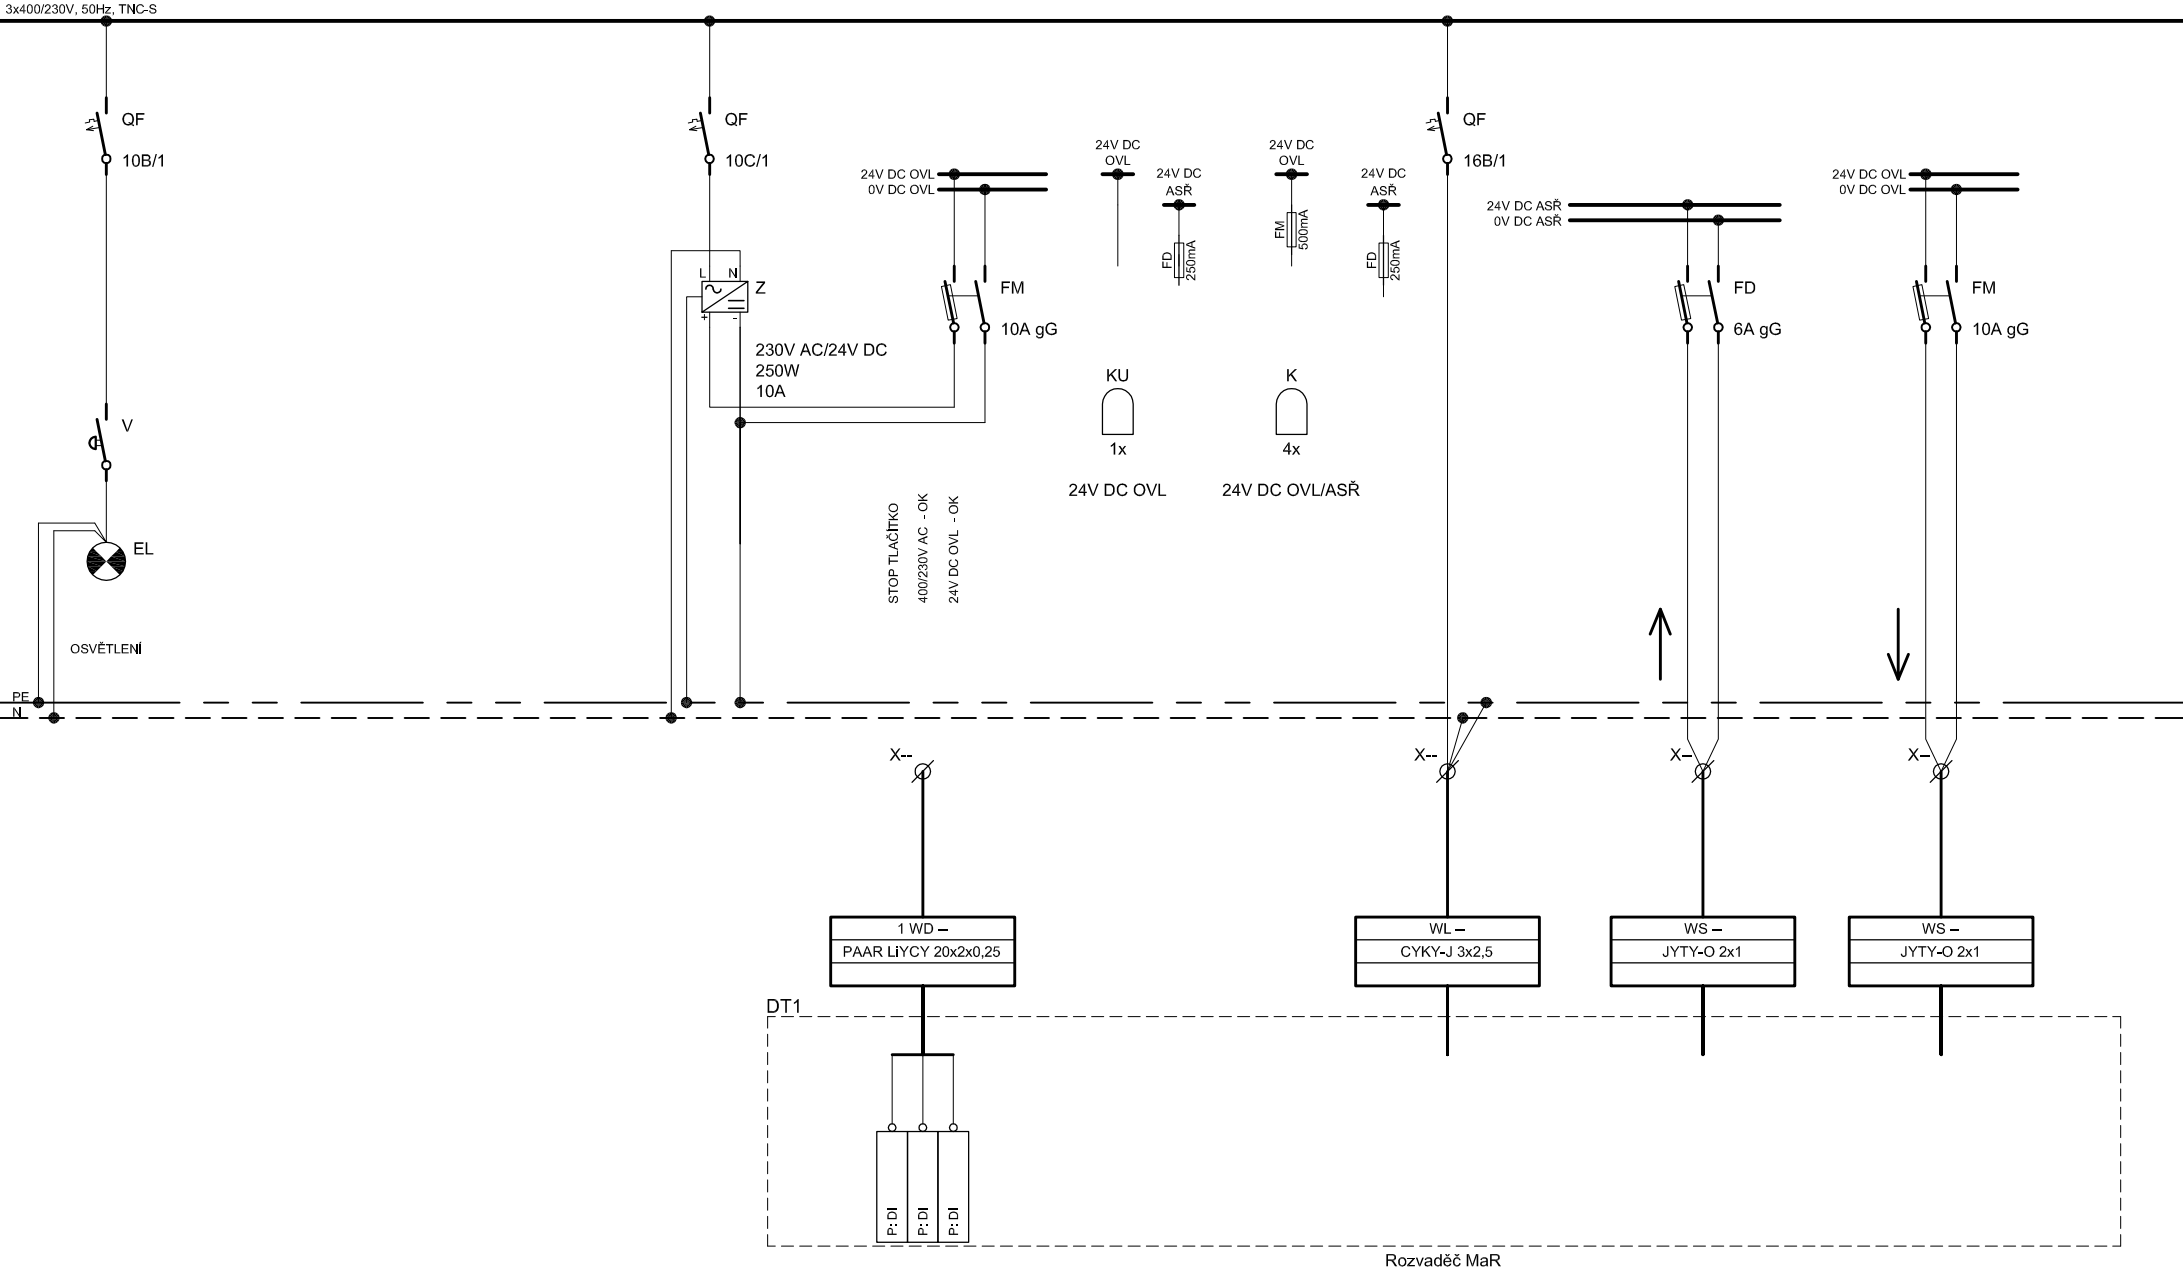 3x400/230V, 50Hz, TNC-S
QF
10B/1
V
EL
OSVĚTLENÍ
PE
N
QF
10C/1
L N
Z
+ -
230V AC/24V DC
250W
10A
24V DC OVL
0V DC OVL
FM
10A gG
STOP TLAČÍTKO
400/230V AC - OK
24V DC OVL - OK
24V DC
OVL
24V DC
ASŘ
FD
250mA
KU
1x
24V DC OVL
24V DC
OVL
FM
500mA
24V DC
ASŘ
FD
250mA
K
4x
24V DC OVL/ASŘ
QF
16B/1
24V DC ASŘ
0V DC ASŘ
FD
6A gG
24V DC OVL
0V DC OVL
FM
10A gG
X--
X--
X–
X–
1 WD –
PAAR LiYCY 20x2x0,25
WL –
CYKY-J 3x2,5
WS –
JYTY-O 2x1
WS –
JYTY-O 2x1
DT1
P: DI
P: DI
P: DI
Rozvaděč MaR